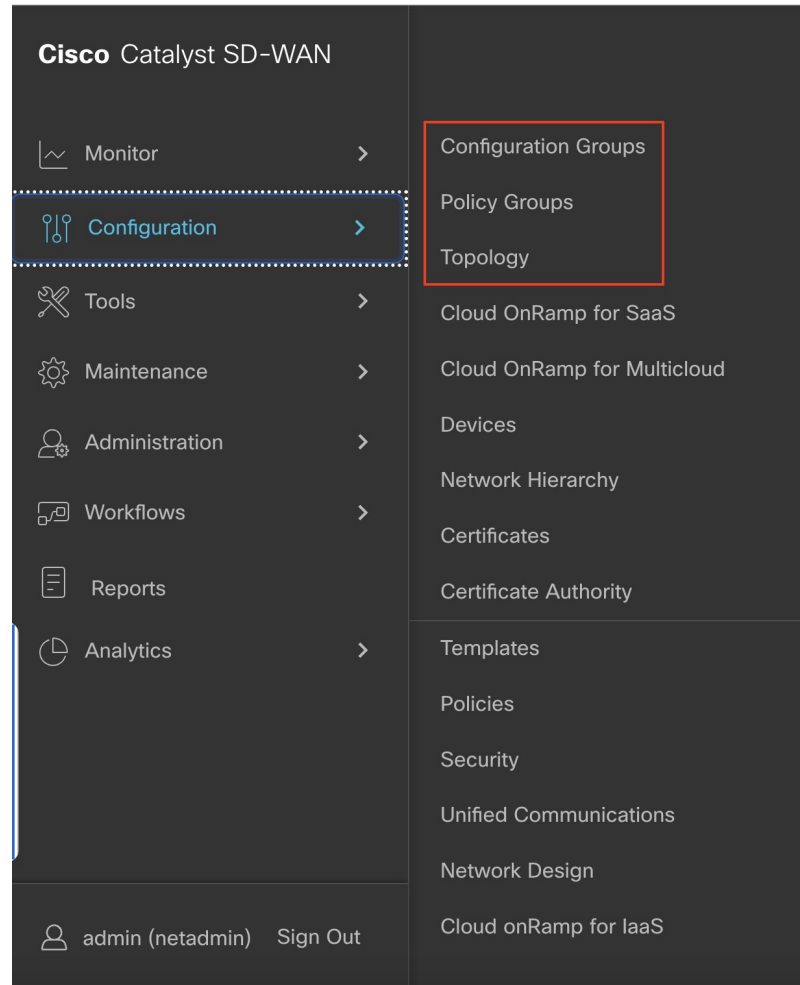 Cisco Catalyst SD-WAN
Monitor
Configuration
Tools
Maintenance
Administration
Workflows
Reports
Analytics
admin (netadmin) Sign Out
Configuration Groups
Policy Groups
Topology
Cloud OnRamp for SaaS
Cloud OnRamp for Multicloud
Devices
Network Hierarchy
Certificates
Certificate Authority
Templates
Policies
Security
Unified Communications
Network Design
Cloud onRamp for IaaS